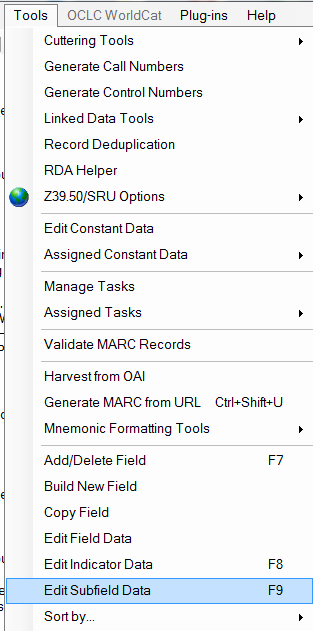 Tools OCLC WorldCat Plug-ins Help
Cuttering Tools
Generate Call Numbers
Generate Control Numbers
Linked Data Tools
Record Deduplication
RDA Helper
Z39.50/SRU Options
Edit Constant Data
Assigned Constant Data
Manage Tasks
Assigned Tasks
Validate MARC Records
Harvest from OAI
Generate MARC from URL Ctrl+Shift+U
Mnemonic Formatting Tools
Add/Delete Field F7
Build New Field
Copy Field
Edit Field Data
Edit Indicator Data F8
Edit Subfield Data F9
Sort by...